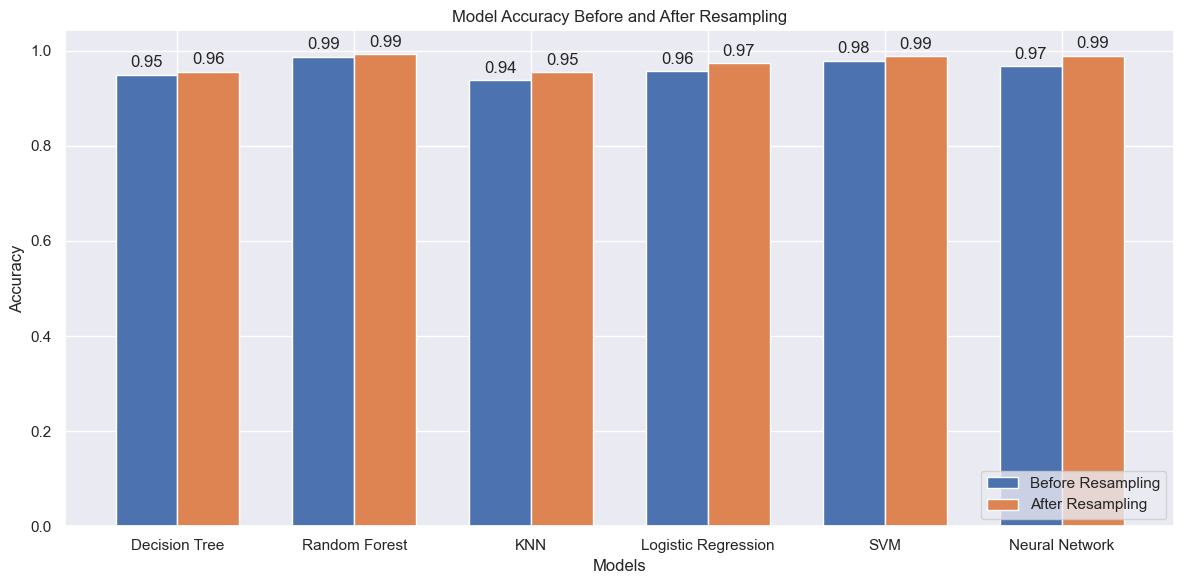 Model Accuracy Before and After Resampling
1.0
0.8
0.6
0.4
0.2
0.0
Accuracy
0.95 0.96 0.99 0.99 0.94 0.95 0.96 0.97 0.98 0.99 0.97 0.99
Before Resampling
After Resampling
Decision Tree Random Forest KNN Logistic Regression SVM Neural Network
Models